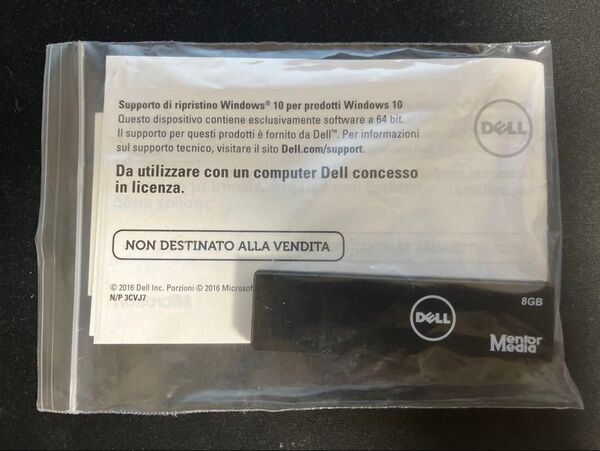 Supporto di ripristino Windows® 10 per prodotti Windows 10
Questo dispositivo contiene esclusivamente software a 64 bit.
Il supporto per questi prodotti è fornito da Dell™. Per informazioni
sul supporto tecnico, visitare il sito Dell.com/support.
DELL
Da utilizzare con un computer Dell concesso
in licenza.
NON DESTINATO ALLA VENDITA
© 2016 Dell Inc. Porzioni © 2016 Microsof
N/P 3CVJ7
8GB
DELL
Mentor
Media